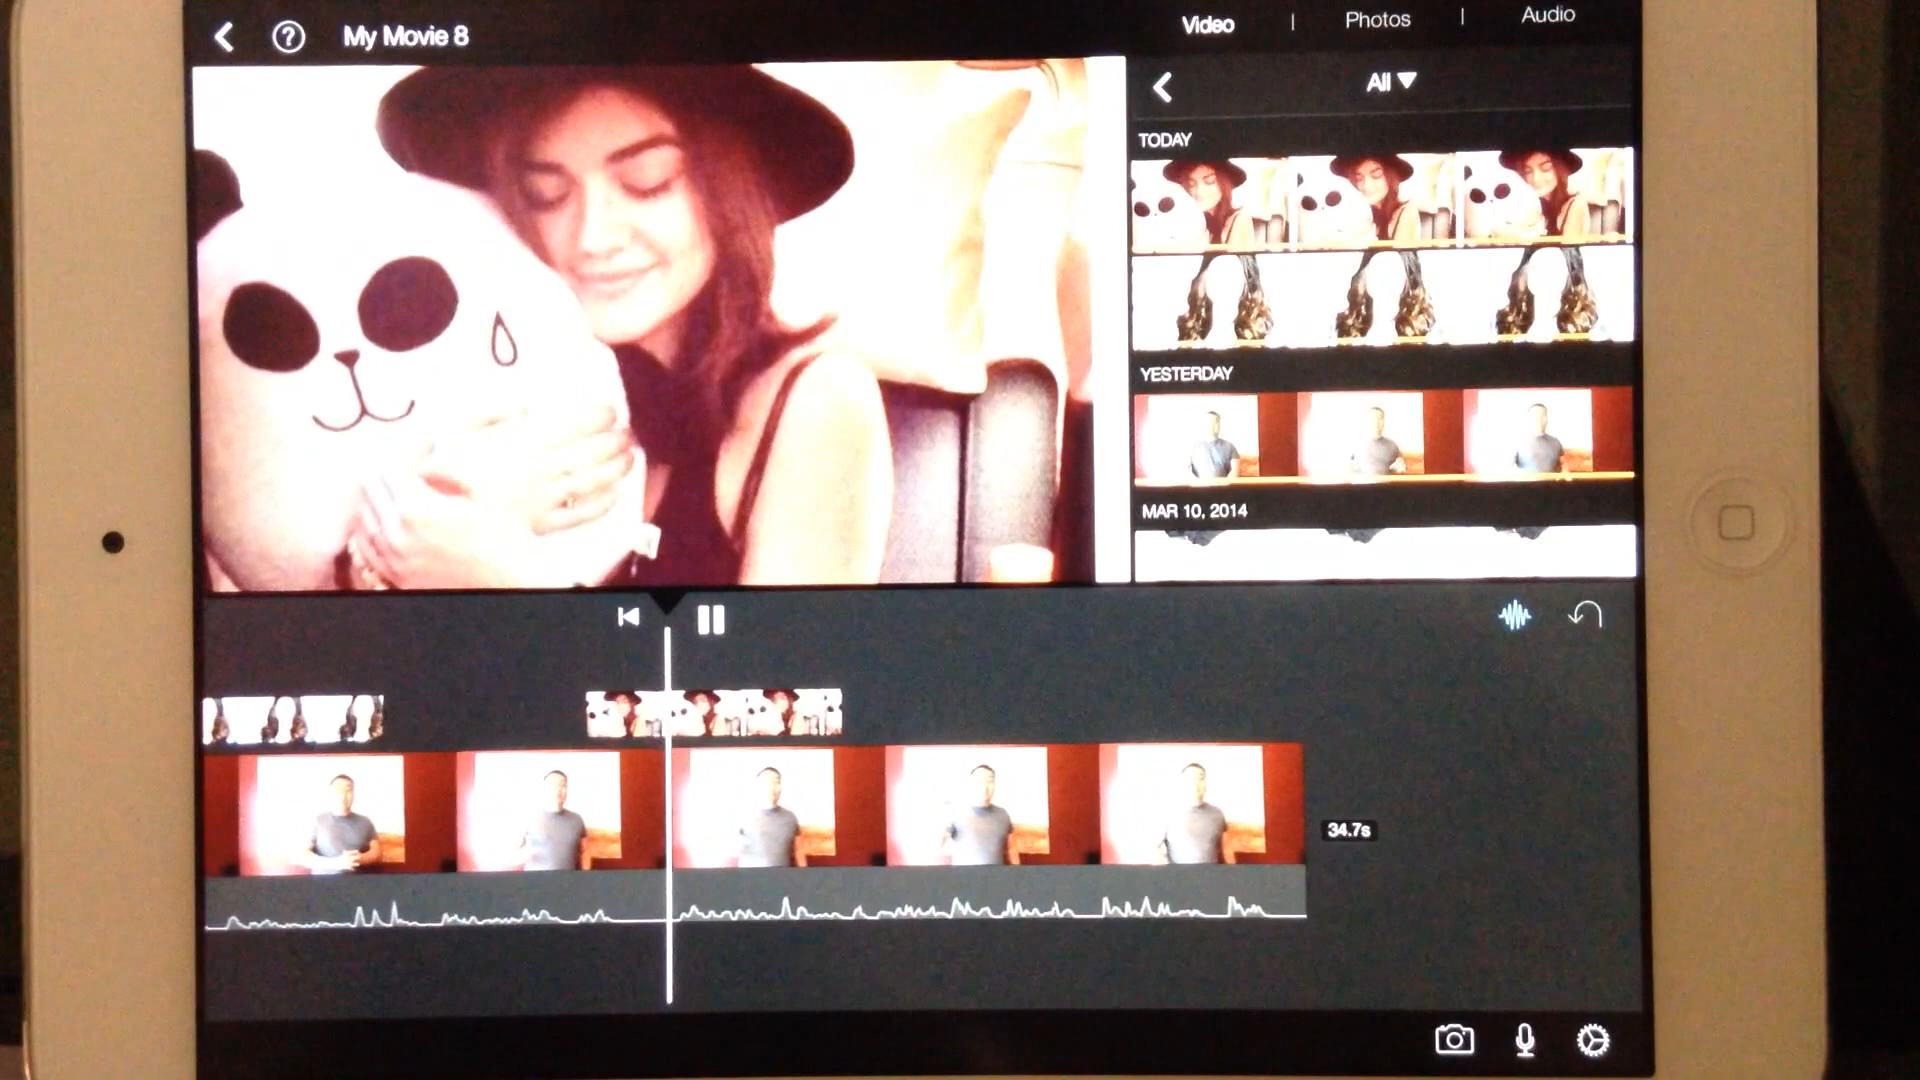 My Movie 8
Video | Photos | Audio
All
TODAY
YESTERDAY
MAR 10, 2014
34.7s